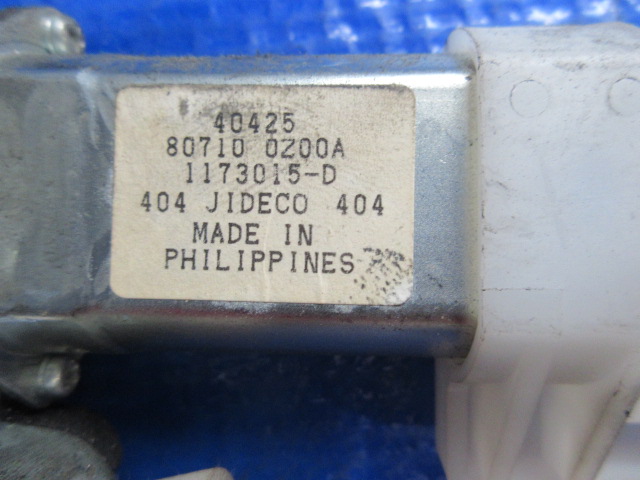 40425
80710 0Z00A
1173015-D
404 JIDECO 404
MADE IN
PHILIPPINES